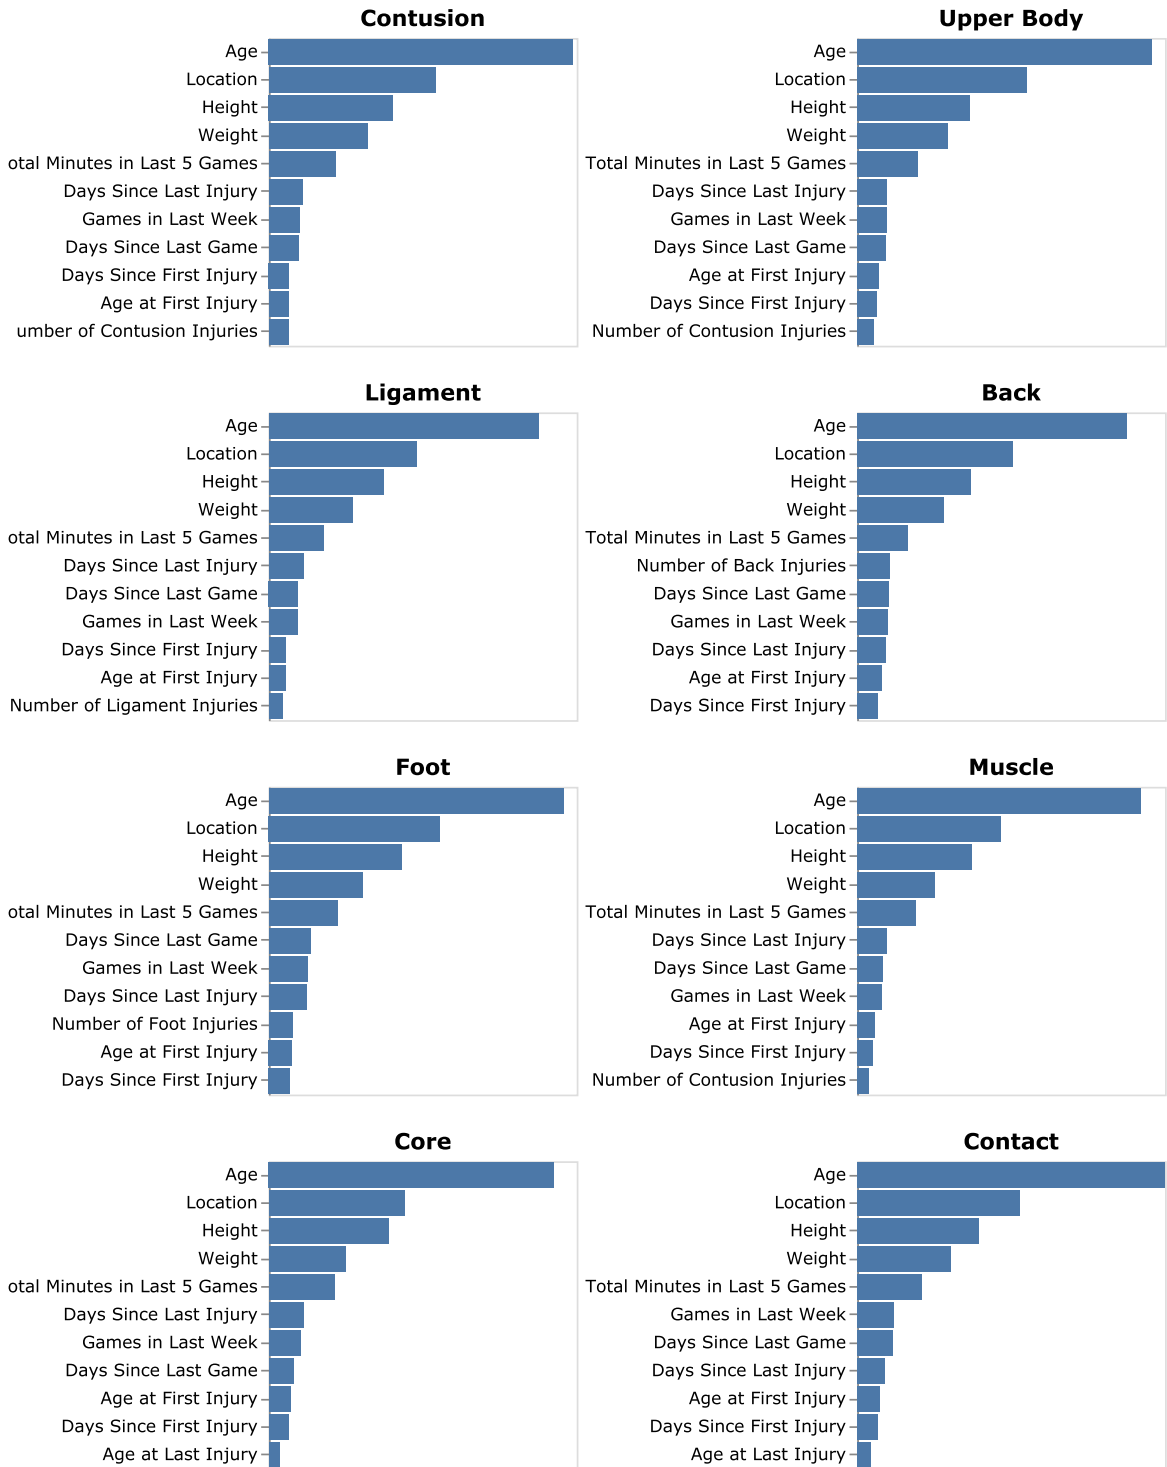 Contusion
Age
Location
Height
Weight
otal Minutes in Last 5 Games
Days Since Last Injury
Games in Last Week
Days Since Last Game
Days Since First Injury
Age at First Injury
umber of Contusion Injuries
Upper Body
Age
Location
Height
Weight
Total Minutes in Last 5 Games
Days Since Last Injury
Games in Last Week
Days Since Last Game
Age at First Injury
Days Since First Injury
Number of Contusion Injuries
Ligament
Age
Location
Height
Weight
otal Minutes in Last 5 Games
Days Since Last Injury
Days Since Last Game
Games in Last Week
Days Since First Injury
Age at First Injury
Number of Ligament Injuries
Back
Age
Location
Height
Weight
Total Minutes in Last 5 Games
Number of Back Injuries
Days Since Last Game
Games in Last Week
Days Since Last Injury
Age at First Injury
Days Since First Injury
Foot
Age
Location
Height
Weight
otal Minutes in Last 5 Games
Days Since Last Game
Games in Last Week
Days Since Last Injury
Number of Foot Injuries
Age at First Injury
Days Since First Injury
Muscle
Age
Location
Height
Weight
Total Minutes in Last 5 Games
Days Since Last Injury
Days Since Last Game
Games in Last Week
Age at First Injury
Days Since First Injury
Number of Contusion Injuries
Core
Age
Location
Height
Weight
otal Minutes in Last 5 Games
Days Since Last Injury
Games in Last Week
Days Since Last Game
Age at First Injury
Days Since First Injury
Age at Last Injury
Contact
Age
Location
Height
Weight
Total Minutes in Last 5 Games
Games in Last Week
Days Since Last Game
Days Since Last Injury
Age at First Injury
Days Since First Injury
Age at Last Injury